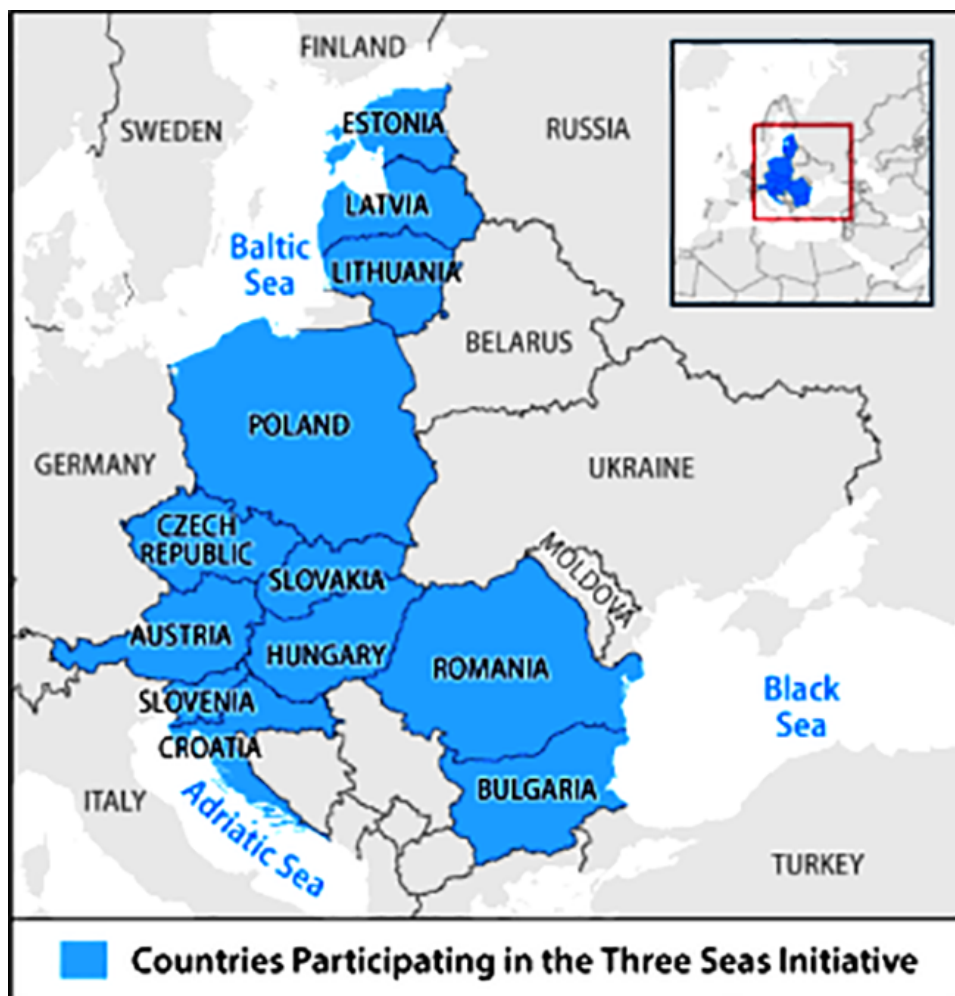 FINLAND
SWEDEN
ESTONIA
RUSSIA
LATVIA
Baltic
Sea
LITHUANIA
BELARUS
POLAND
GERMANY
UKRAINE
CZECH
REPUBLIC
SLOVAKIA
MOLDOVA
AUSTRIA
HUNGARY
ROMANIA
SLOVENIA
Black
Sea
CROATIA
ITALY
Adriatic Sea
BULGARIA
TURKEY
Countries Participating in the Three Seas Initiative